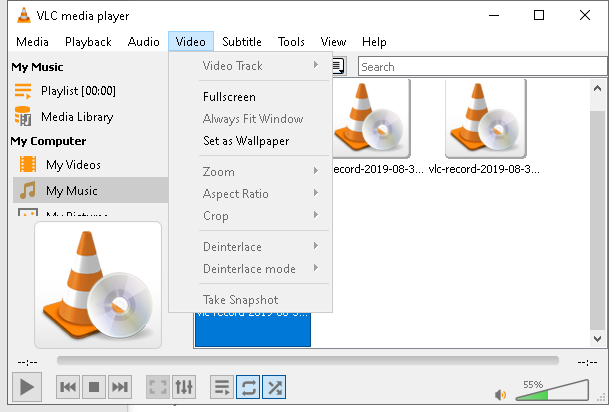 VLC media player
Media Playback Audio Video Subtitle Tools View Help
My Music
Playlist [00:00]
Media Library
My Computer
My Videos
My Music
My Pictures
Video Track
Fullscreen
Always Fit Window
Set as Wallpaper
Zoom
Aspect Ratio
Crop
Deinterlace
Deinterlace mode
Take Snapshot
Search
record-2019-08-3... vlc-record-2019-08-3...
vlc-record-2019-08-3...
--:-- --:--
55%